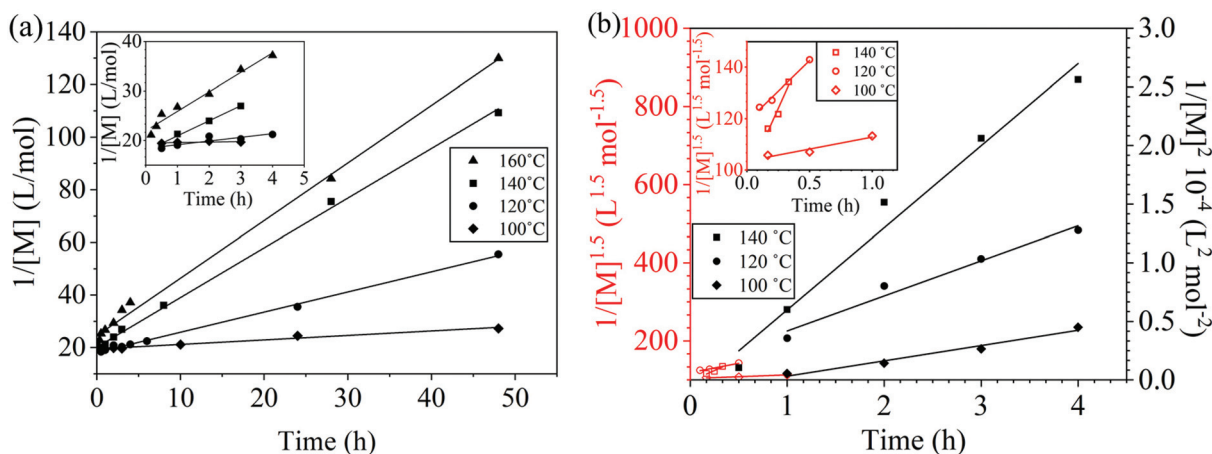 (a)
140
120
100
80
60
40
20
1/[M] (L/mol)
0
10
20
30
40
50
Time (h)
40
30
20
1/[M] (L/mol)
0
1
2
3
4
5
Time (h)
160°C
140°C
120°C
100°C
(b)
1000
800
600
400
200
1/[M]^1.5 (L^1.5 mol^-1.5)
0
1
2
3
4
Time (h)
3.0
2.5
2.0
1.5
1.0
0.5
0.0
1/[M]^2 10^-4 (L^2 mol^-2)
140
120
100
1/[M]^1.5 (L^1.5 mol^-1.5)
0.0
0.5
1.0
Time (h)
140 °C
120 °C
100 °C
140 °C
120 °C
100 °C